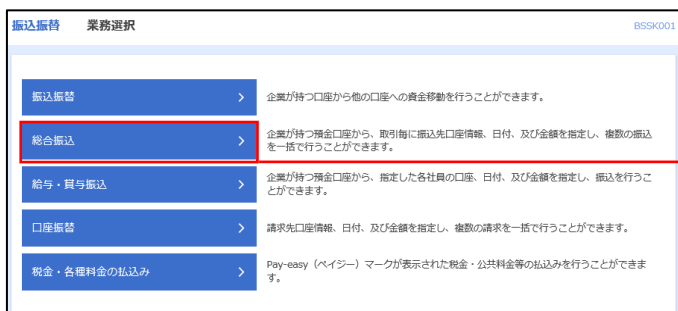 振込振替 業務選択 BSSK001
振込振替 企業が持つ口座から他の口座への資金移動を行うことができます。
総合振込 企業が持つ預金口座から、取引毎に振込先口座情報、日付、及び金額を指定し、複数の振込
を一括で行うことができます。
給与・賞与振込 企業が持つ預金口座から、指定した各社員の口座、日付、及び金額を指定し、振込を行うこ
とができます。
口座振替 請求先口座情報、日付、及び金額を指定し、複数の請求を一括で行うことができます。
税金・各種料金の払込み Pay-easy（ペイジー）マークが表示された税金・公共料金等の払込みを行うことができま
す。